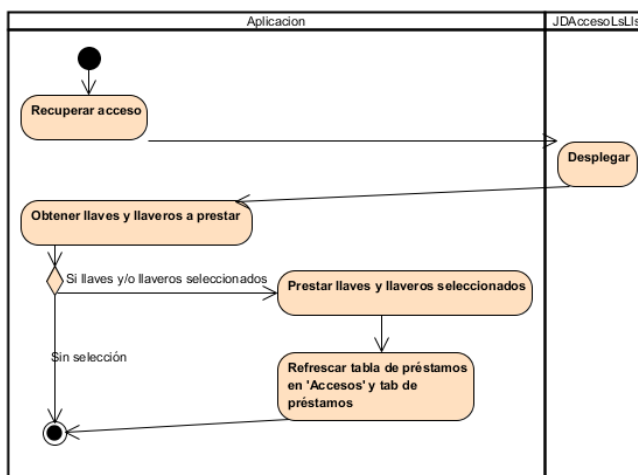 Aplicacion
JDAccesoLsLls
Recuperar acceso
Desplegar
Obtener llaves y llaveros a prestar
Si llaves y/o llaveros seleccionados
Prestar llaves y llaveros seleccionados
Sin selección
Refrescar tabla de préstamos
en 'Accesos' y tab de
préstamos